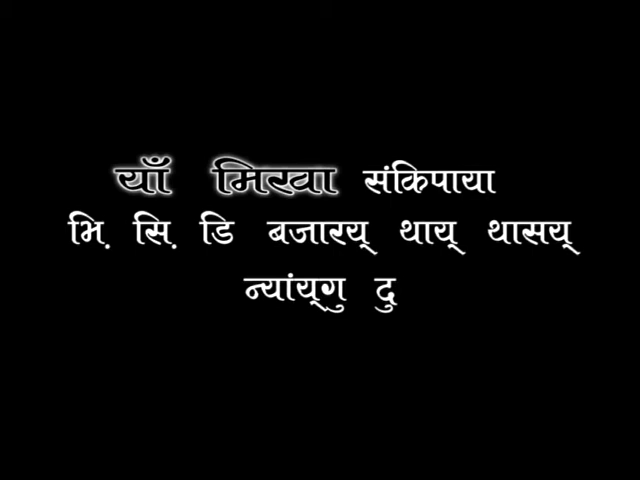 याँ मिखा संकिपाया
भि. सि. डि बजारय् थाय् थासय्
न्यांय्गु दु